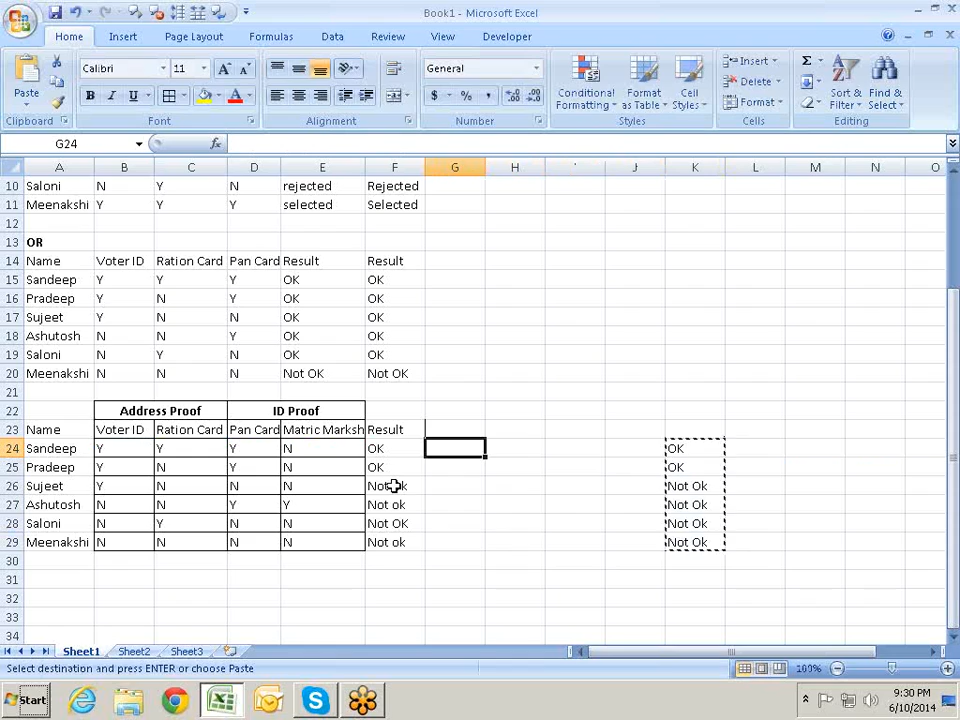 Book1 - Microsoft Excel
Home Insert Page Layout Formulas Data Review View Developer
Paste
Calibri 11
General
B I U
$ % ,
Conditional Formatting
Format as Table
Cell Styles
Insert
Delete
Format
Sort & Filter
Find & Select
Clipboard Font Alignment Number Styles Cells Editing
G24 fx
A B C D E F G H I J K L M N O
10 Saloni N Y N rejected Rejected
11 Meenakshi Y Y Y selected Selected
12
13 OR
14 Name Voter ID Ration Card Pan Card Result Result
15 Sandeep Y Y Y OK OK
16 Pradeep Y N Y OK OK
17 Sujeet Y N N OK OK
18 Ashutosh N N Y OK OK
19 Saloni N Y N OK OK
20 Meenakshi N N N Not OK Not OK
21
22 Address Proof ID Proof
23 Name Voter ID Ration Card Pan Card Matric Marksh Result
24 Sandeep Y Y Y N OK OK
25 Pradeep Y N Y N OK OK
26 Sujeet Y N N N Not Ok
27 Ashutosh N N Y Y Not ok Not Ok
28 Saloni N Y N N Not OK Not Ok
29 Meenakshi N N N N Not ok Not Ok
30
31
32
33
34
Sheet1 Sheet2 Sheet3
Select destination and press ENTER or choose Paste 100%
Start 9:30 PM
6/10/2014